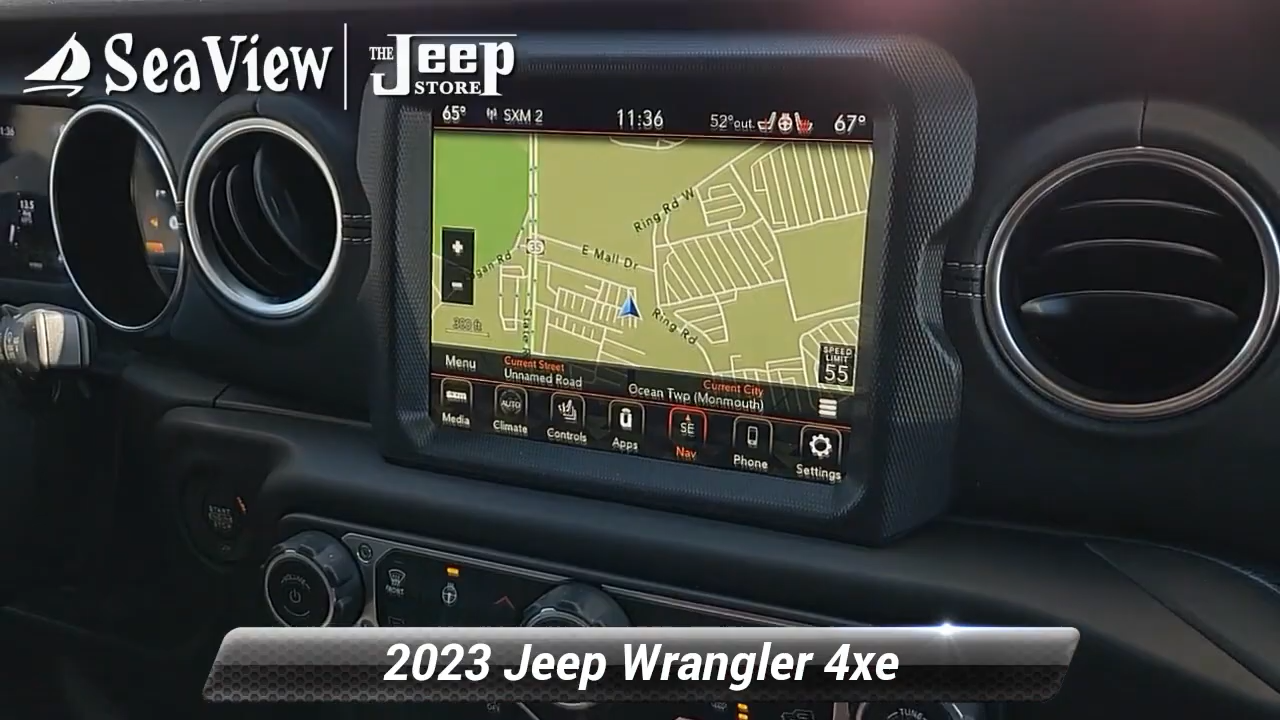 SeaView
THE Jeep STORE
65° SXM 2 11:36 52°out. 67°
Ring Rd W
35
E Mall Dr
Ring Rd
State
300 ft
SPEED LIMIT 55
Menu
Current Street
Unnamed Road
Current City
Ocean Twp (Monmouth)
Media
AUTO
Climate
Controls
Apps
SE
Nav
Phone
Settings
FRONT
2023 Jeep Wrangler 4xe